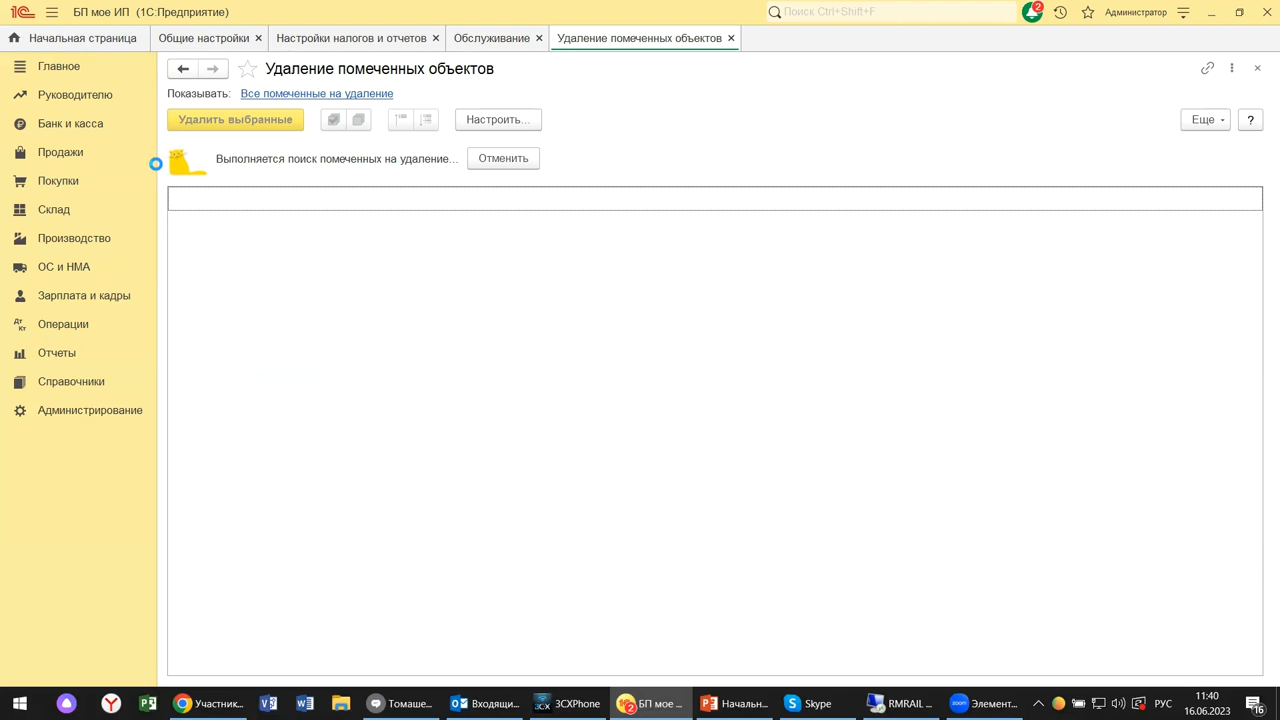 БП мое ИП (1С:Предприятие)
Поиск Ctrl+Shift+F
2
Администратор
Начальная страница
Общие настройки
Настройки налогов и отчетов
Обслуживание
Удаление помеченных объектов
Главное
Руководителю
Банк и касса
Продажи
Покупки
Склад
Производство
ОС и НМА
Зарплата и кадры
Дт
Кт
Операции
Отчеты
Справочники
Администрирование
Удаление помеченных объектов
Показывать: Все помеченные на удаление
Удалить выбранные
Настроить...
Еще
?
Выполняется поиск помеченных на удаление...
Отменить
Участник...
Томаше...
Входящи...
3CXPhone
БП мое ...
Начальн...
Skype
RMRAIL ...
Элемент...
РУС
11:40
16.06.2023
16